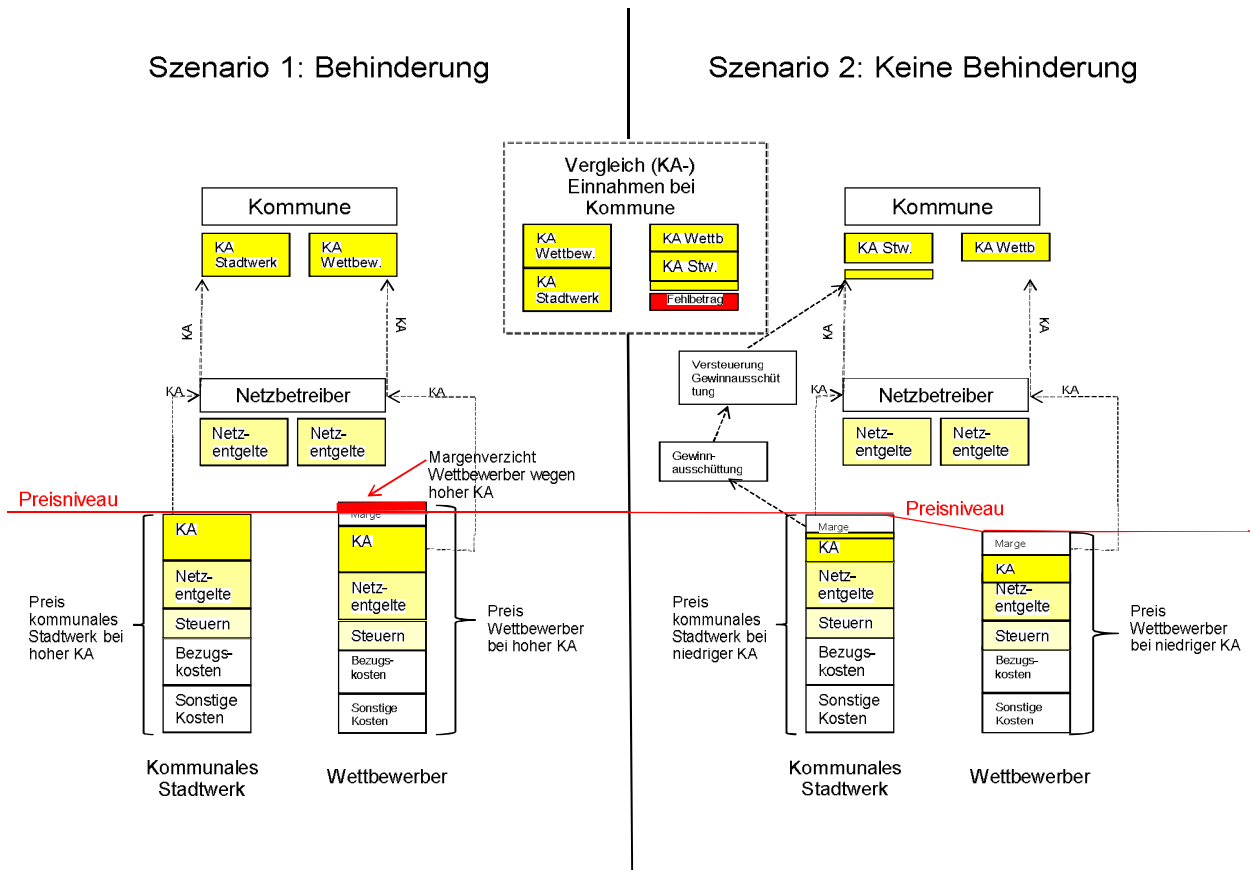 Szenario 1: Behinderung
Szenario 2: Keine Behinderung
Vergleich (KA-)
Einnahmen bei
Kommune
KA
Wettbew.
KA
Stadtwerk
KA Wettb
KA Stw.
Fehlbetrag
Kommune
KA
Stadtwerk
KA
Wettbew.
KA
KA
KA
KA
Netzbetreiber
Netz-
entgelte
Netz-
entgelte
Margenverzicht
Wettbewerber wegen
hoher KA
Preisniveau
KA
Netz-
entgelte
Steuern
Bezugs-
kosten
Sonstige
Kosten
Preis
kommunales
Stadtwerk bei
hoher KA
Kommunales
Stadtwerk
Marge
KA
Netz-
entgelte
Steuern
Bezugs-
kosten
Sonstige
Kosten
Preis
Wettbewerber
bei hoher KA
Wettbewerber
Kommune
KA Stw.
KA Wettb
KA
KA
Versteuerung
Gewinnausschüt
tung
KA
KA
Netzbetreiber
Netz-
entgelte
Netz-
entgelte
Gewinn-
ausschüttung
Preisniveau
Marge
KA
Netz-
entgelte
Steuern
Bezugs-
kosten
Sonstige
Kosten
Preis
kommunales
Stadtwerk bei
niedriger KA
Kommunales
Stadtwerk
Marge
KA
Netz-
entgelte
Steuern
Bezugs-
kosten
Sonstige
Kosten
Preis
Wettbewerber
bei niedriger KA
Wettbewerber